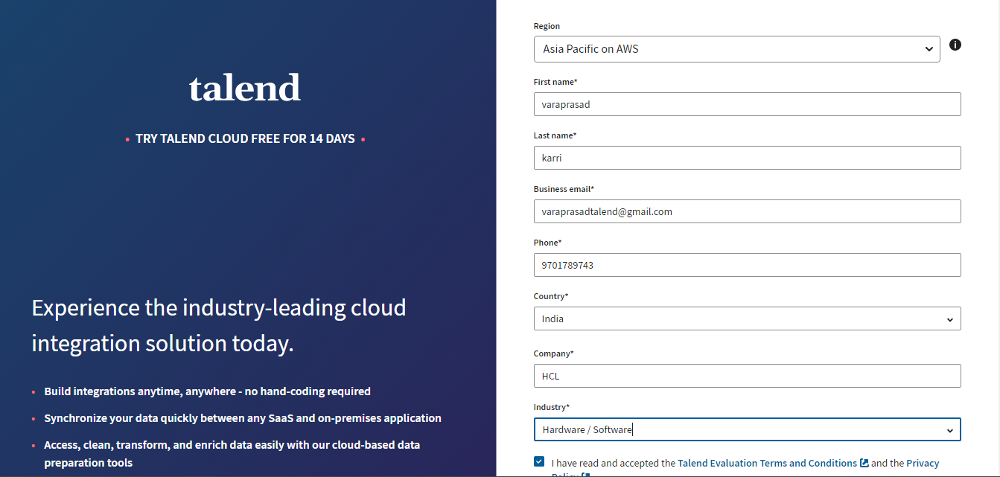 talend
• TRY TALEND CLOUD FREE FOR 14 DAYS •
Experience the industry-leading cloud
integration solution today.
• Build integrations anytime, anywhere - no hand-coding required
• Synchronize your data quickly between any SaaS and on-premises application
• Access, clean, transform, and enrich data easily with our cloud-based data
preparation tools
Region
Asia Pacific on AWS
First name*
varaprasad
Last name*
karri
Business email*
varaprasadtalend@gmail.com
Phone*
9701789743
Country*
India
Company*
HCL
Industry*
Hardware / Software
I have read and accepted the Talend Evaluation Terms and Conditions and the Privacy
Policy